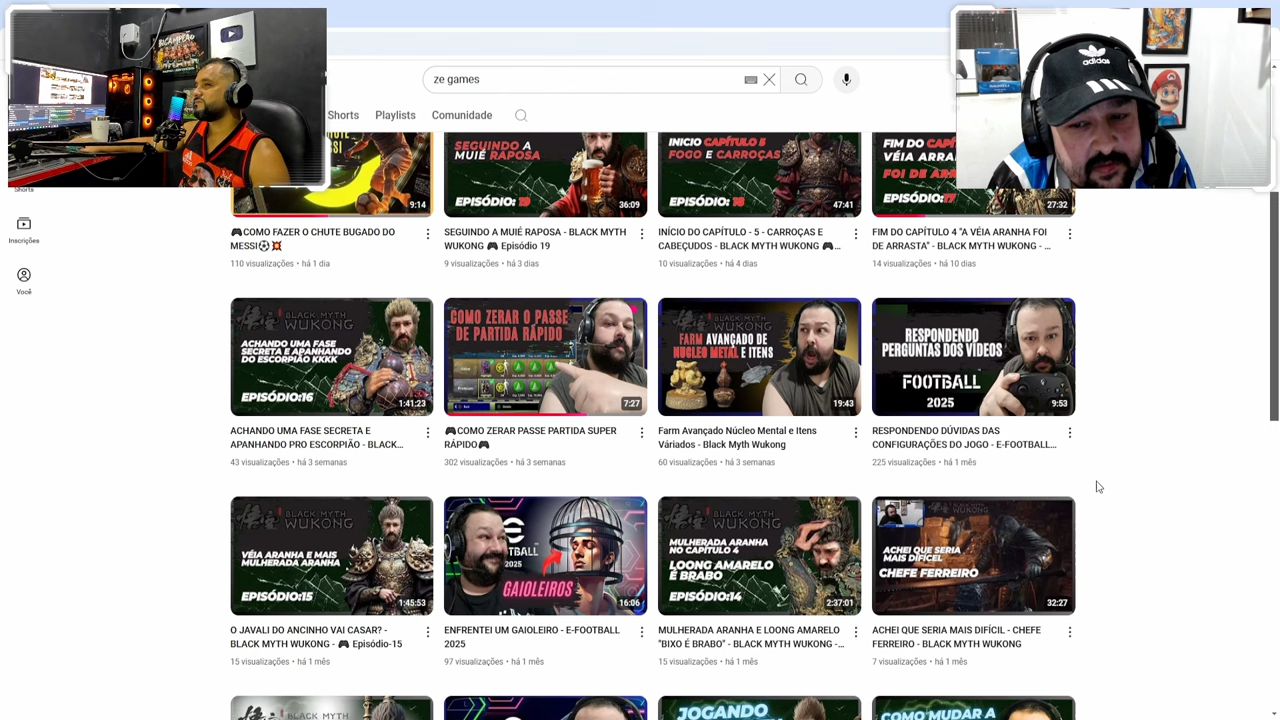 BICAMPEÃO
adidas
ze games
Shorts Playlists Comunidade
Shorts
Inscrições
Você
9:14
SEGUINDO A
MUIÉ RAPOSA
EPISÓDIO: 19
36:09
INICIO CAPÍTULO 5
FOGO E CARROÇAS
EPISÓDIO: 18
47:41
FIM DO
VÉIA ARRA
FOI DE
EPISÓDIO:17
27:32
🎮COMO FAZER O CHUTE BUGADO DO
MESSI⚽💥
110 visualizações • há 1 dia
SEGUINDO A MUIÉ RAPOSA - BLACK MYTH
WUKONG 🎮 Episódio 19
9 visualizações • há 3 dias
INÍCIO DO CAPÍTULO - 5 - CARROÇAS E
CABEÇUDOS - BLACK MYTH WUKONG 🎮...
10 visualizações • há 4 dias
FIM DO CAPÍTULO 4 "A VÉIA ARANHA FOI
DE ARRASTA" - BLACK MYTH WUKONG - ...
14 visualizações • há 10 dias
BLACK MYTH
WUKONG
ACHANDO UMA FASE
SECRETA E APANHANDO
DO ESCORPIÃO KKKK
EPISÓDIO:16
1:41:23
COMO ZERAR O PASSE
DE PARTIDA RÁPIDO
7:27
BLACK MYTH
WUKONG
FARM AVANÇADO DE
NUCLEO METAL E ITENS
19:43
RESPONDENDO
PERGUNTAS DOS VÍDEOS
FOOTBALL
2025
9:53
ACHANDO UMA FASE SECRETA E
APANHANDO PRO ESCORPIÃO - BLACK...
43 visualizações • há 3 semanas
🎮COMO ZERAR PASSE PARTIDA SUPER
RÁPIDO🎮
302 visualizações • há 3 semanas
Farm Avançado Núcleo Mental e Itens
Váriados - Black Myth Wukong
60 visualizações • há 3 semanas
RESPONDENDO DÚVIDAS DAS
CONFIGURAÇÕES DO JOGO - E-FOOTBALL...
225 visualizações • há 1 mês
BLACK MYTH
WUKONG
VÉIA ARANHA E MAIS
MULHERADA ARANHA
EPISÓDIO:15
1:45:53
2025
GAIOLEIROS
16:06
BLACK MYTH
WUKONG
MULHERADA ARANHA
NO CAPÍTULO 4
LOONG AMARELO
É BRABO
EPISÓDIO:14
2:37:01
WUKONG
ACHEI QUE SERIA
MAIS DIFÍCEL
CHEFE FERREIRO
32:27
O JAVALI DO ANCINHO VAI CASAR? -
BLACK MYTH WUKONG - 🎮 Episódio-15
15 visualizações • há 1 mês
ENFRENTEI UM GAIOLEIRO - E-FOOTBALL
2025
97 visualizações • há 1 mês
MULHERADA ARANHA E LOONG AMARELO
"BIXO É BRABO" - BLACK MYTH WUKONG -...
15 visualizações • há 1 mês
ACHEI QUE SERIA MAIS DIFÍCIL - CHEFE
FERREIRO - BLACK MYTH WUKONG
7 visualizações • há 1 mês
BLACK MYTH
JOGANDO
COMO MUDAR A